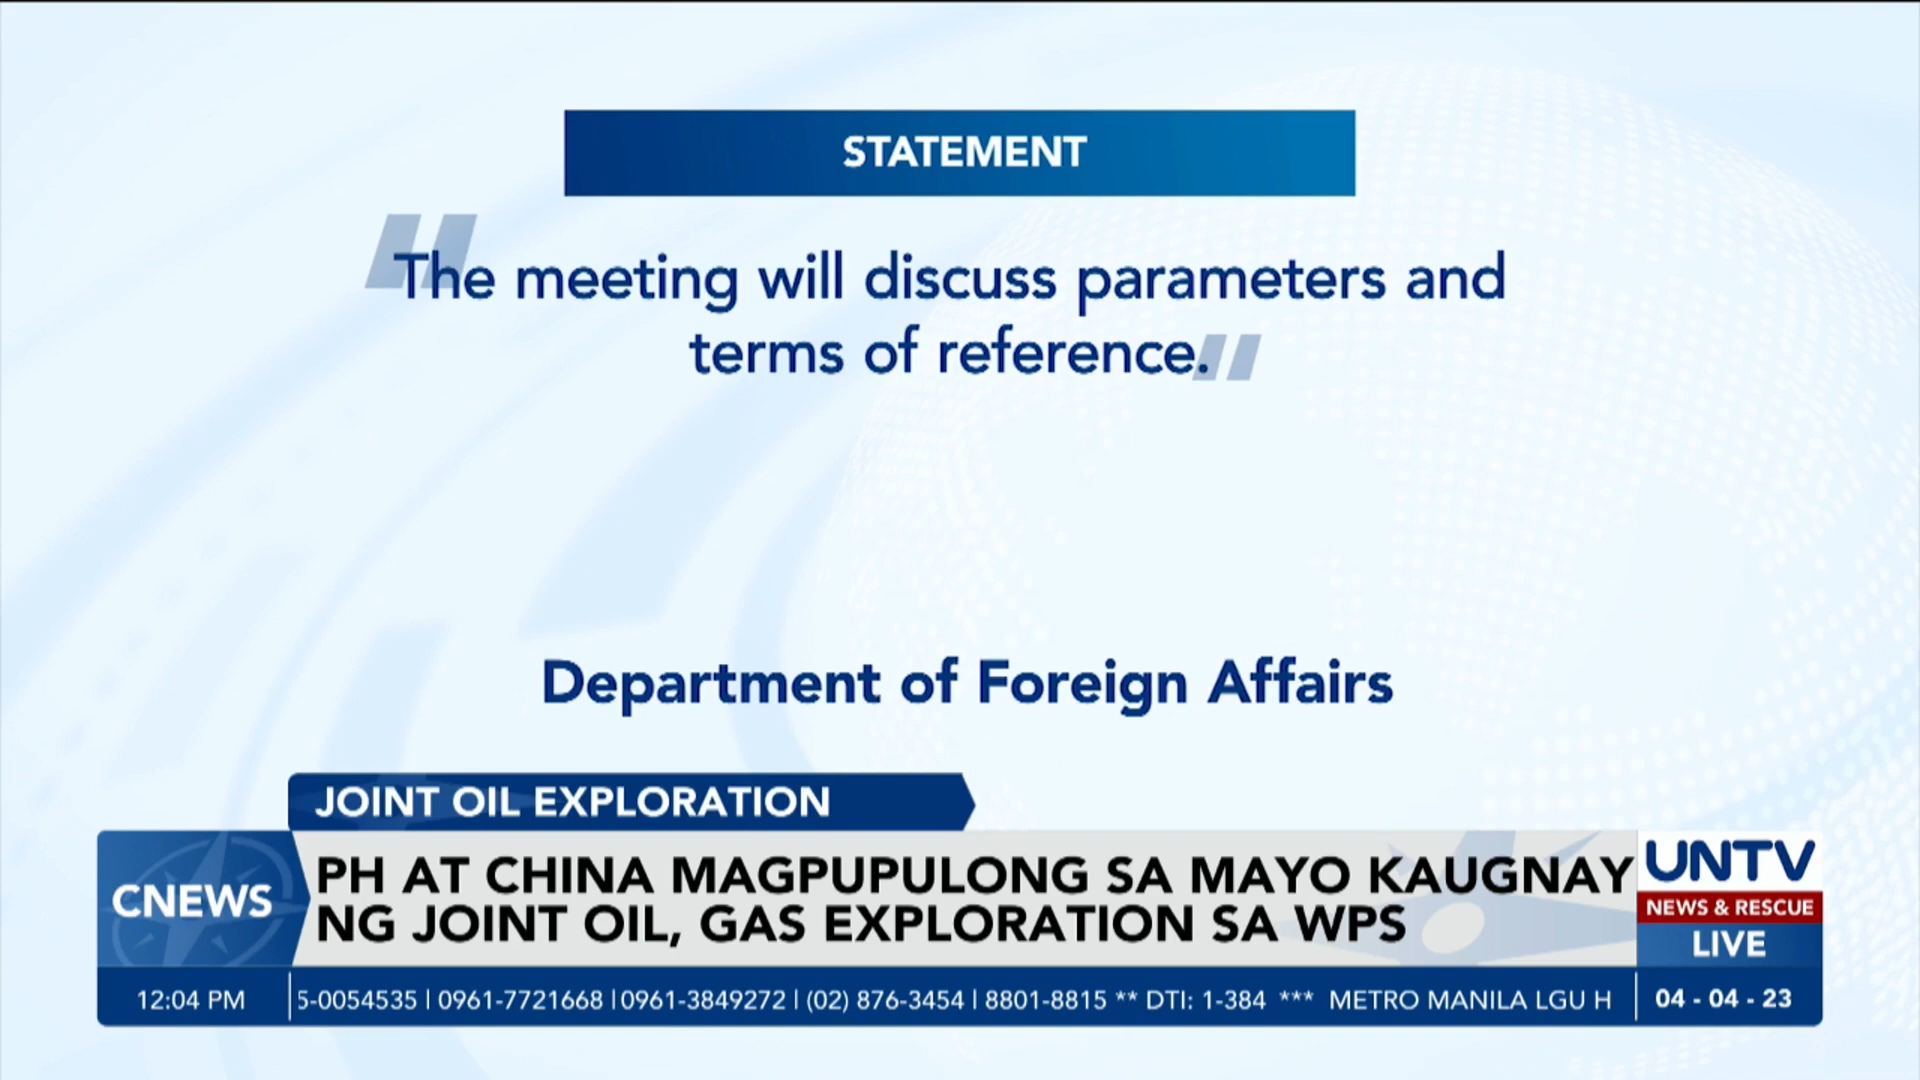 STATEMENT
"The meeting will discuss parameters and
terms of reference."
Department of Foreign Affairs
JOINT OIL EXPLORATION
CNEWS
PH AT CHINA MAGPUPULONG SA MAYO KAUGNAY
NG JOINT OIL, GAS EXPLORATION SA WPS
UNTV
NEWS & RESCUE
LIVE
12:04 PM
5-0054535 | 0961-7721668 | 0961-3849272 | (02) 876-3454 | 8801-8815 ** DTI: 1-384 *** METRO MANILA LGU H
04 - 04 - 23